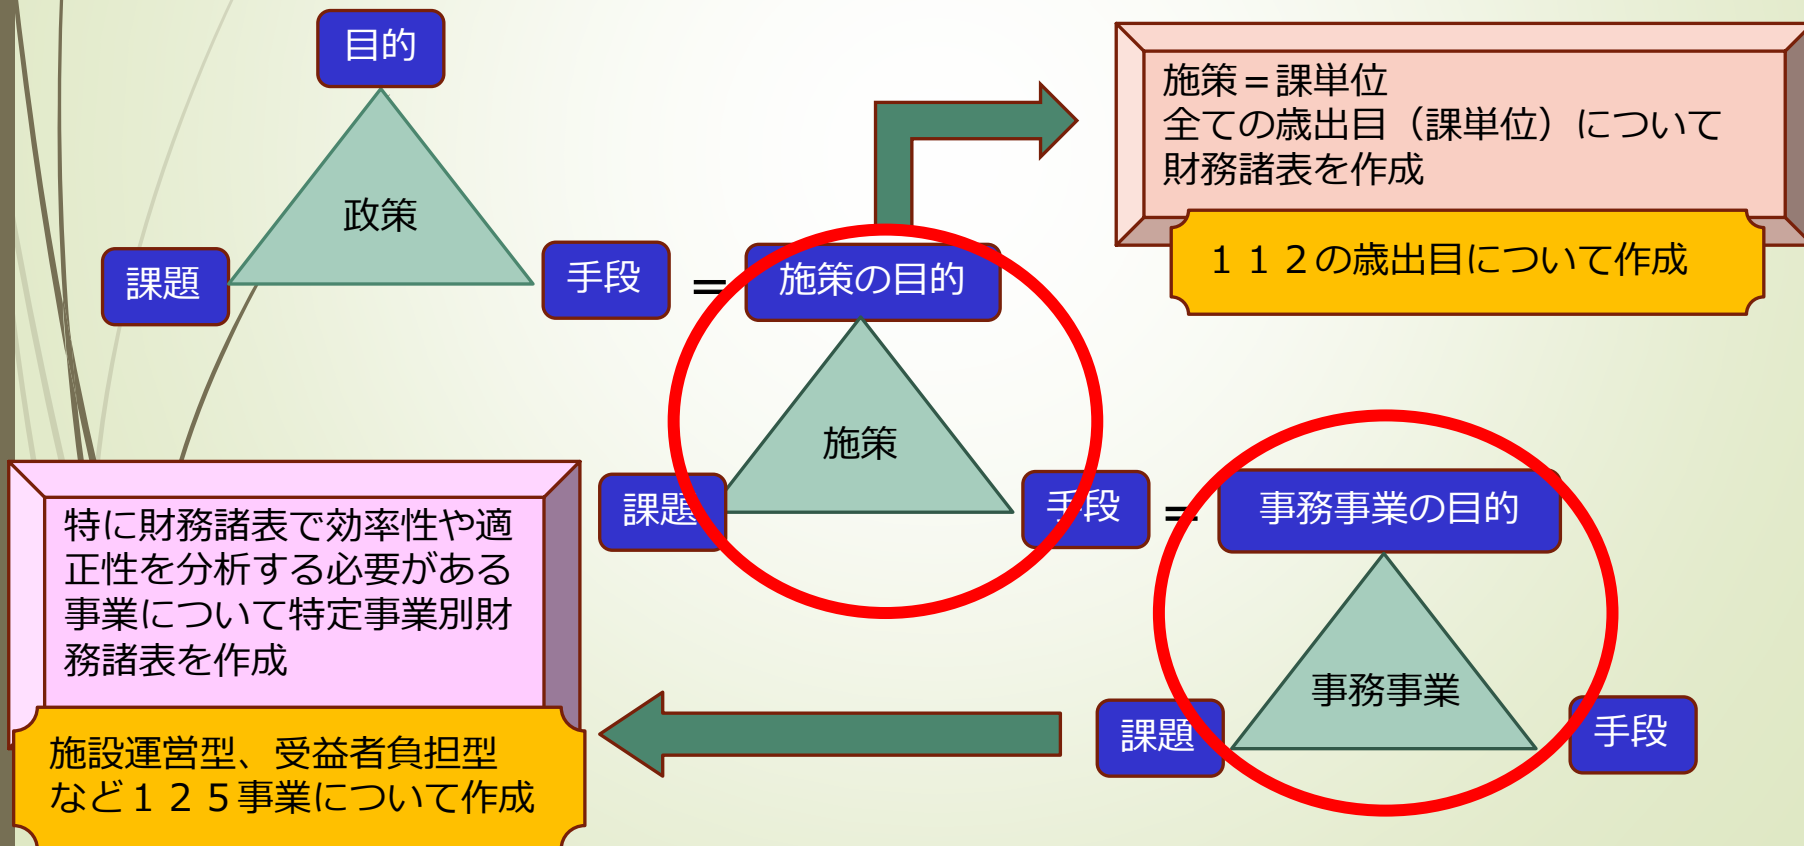 目的
政策
課題
手段
＝
施策の目的
施策
課題
手段
＝
事務事業の目的
事務事業
課題
手段
施策＝課単位
全ての歳出目（課単位）について
財務諸表を作成
１１２の歳出目について作成
特に財務諸表で効率性や適
正性を分析する必要がある
事業について特定事業別財
務諸表を作成
施設運営型、受益者負担型
など１２５事業について作成